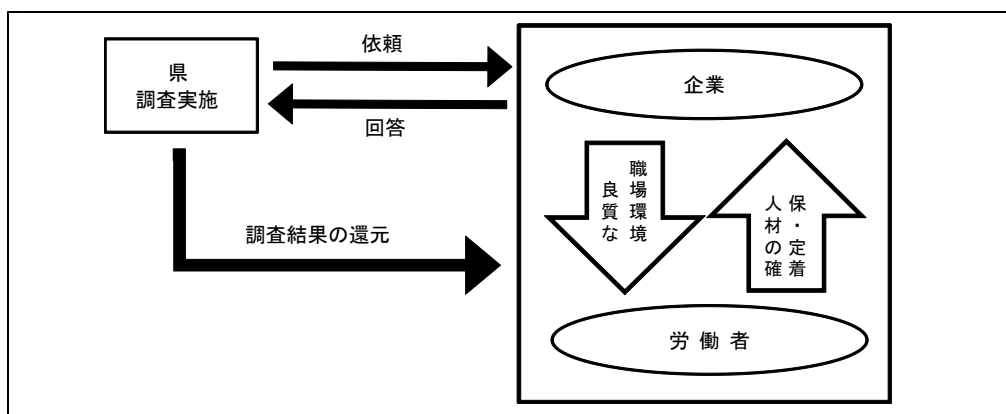 県
調査実施
依頼
回答
調査結果の還元
企業
良質な
職場環境
人材の確
保・定着
労働者